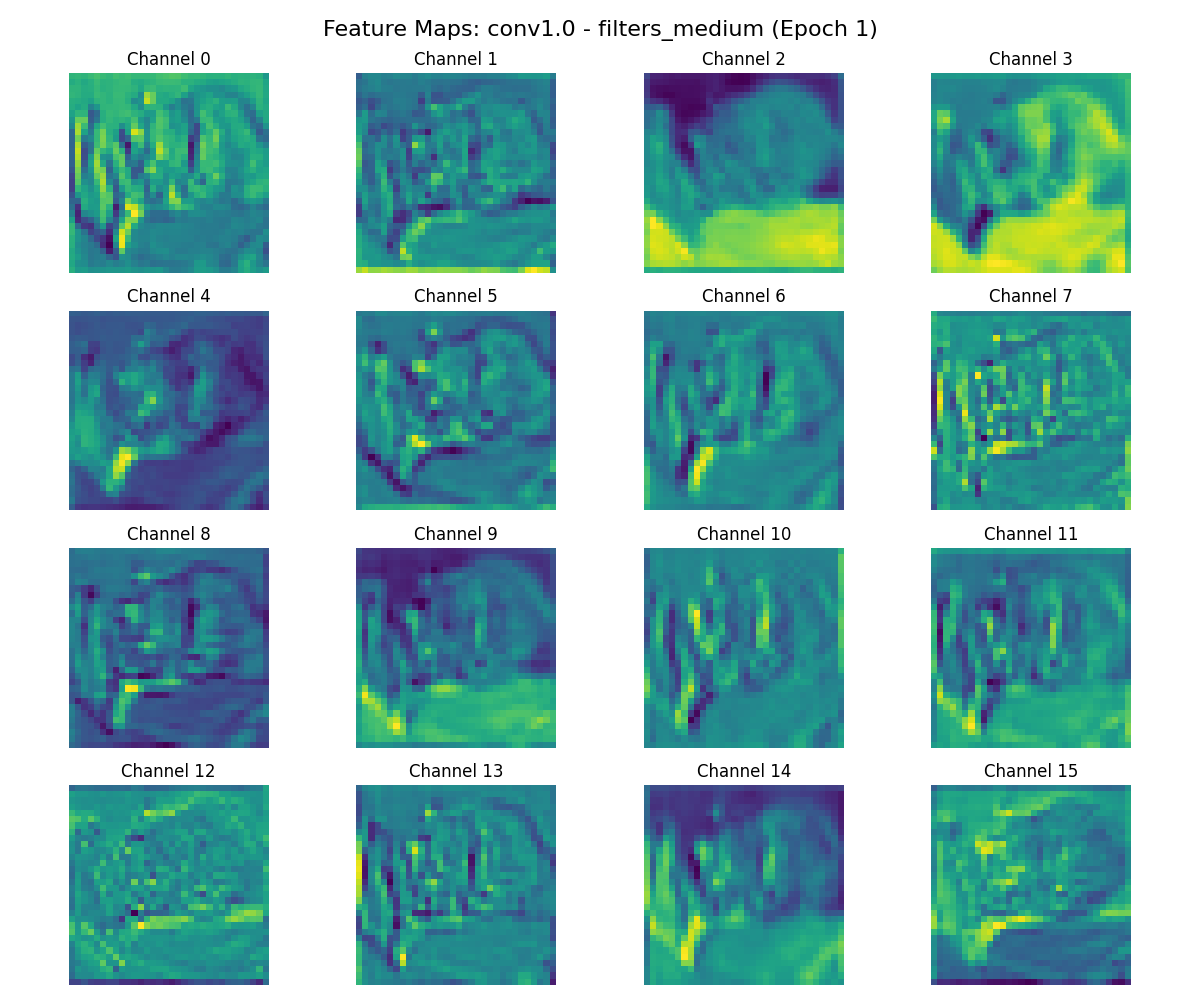 Feature Maps: conv1.0 - filters_medium (Epoch 1)
Channel 0
Channel 1
Channel 2
Channel 3
Channel 4
Channel 5
Channel 6
Channel 7
Channel 8
Channel 9
Channel 10
Channel 11
Channel 12
Channel 13
Channel 14
Channel 15